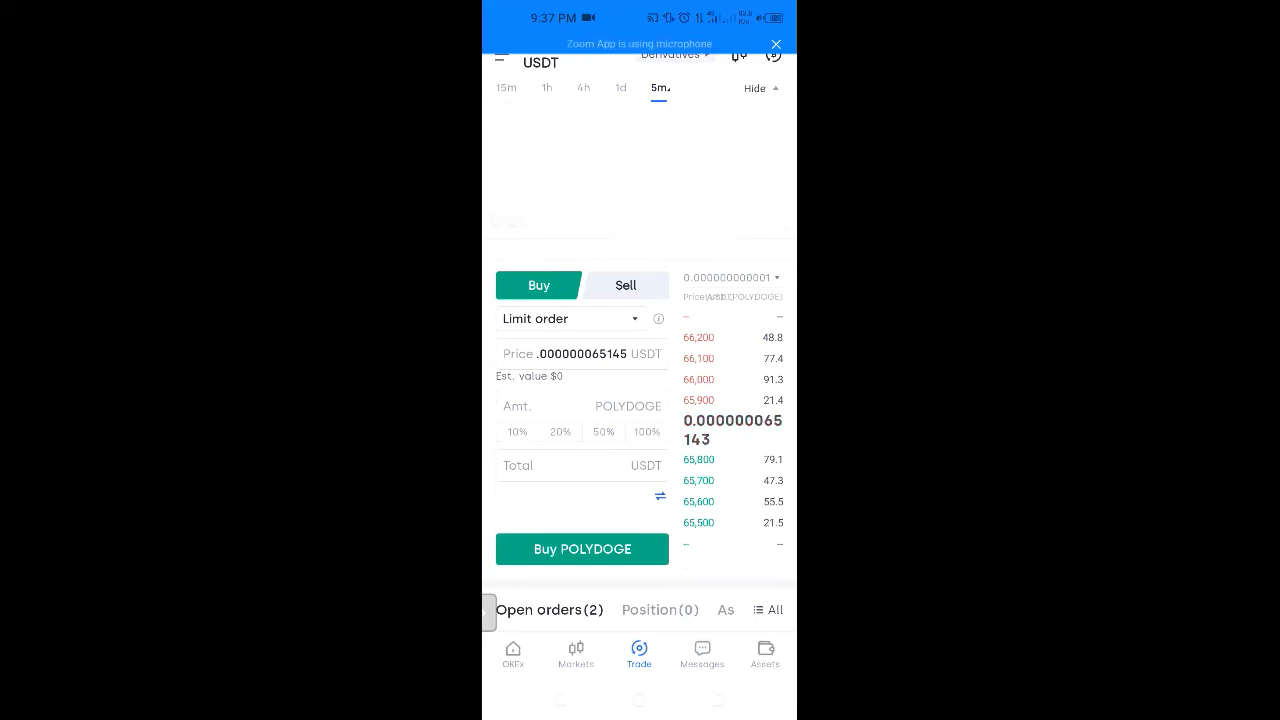 9:37 PM
4G 82.6 K/s
Zoom App is using microphone
USDT
Derivatives
15m 1h 4h 1d 5m Hide
Buy Sell 0.000000000001
Limit order
Price .000000065145 USDT
Est. value $0
Amt. POLYDOGE
10% 20% 50% 100%
Total USDT
Buy POLYDOGE
-- --
66,200 48.8
66,100 77.4
66,000 91.3
65,900 21.4
0.000000065
143
65,800 79.1
65,700 47.3
65,600 55.5
65,500 21.5
-- --
Open orders(2) Position(0) As All
OKEx Markets Trade Messages Assets